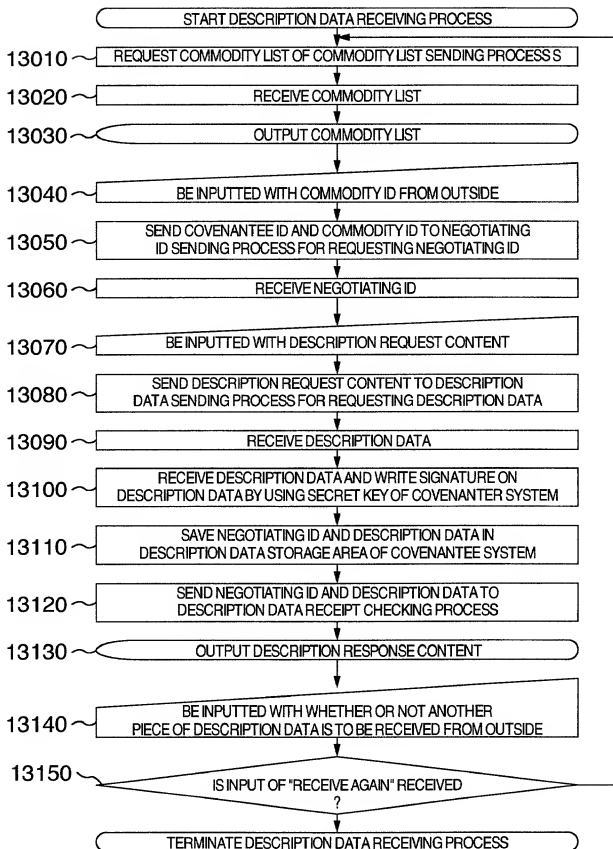 START DESCRIPTION DATA RECEIVING PROCESS
13010 REQUEST COMMODITY LIST OF COMMODITY LIST SENDING PROCESS S
13020 RECEIVE COMMODITY LIST
13030 OUTPUT COMMODITY LIST
13040 BE INPUTTED WITH COMMODITY ID FROM OUTSIDE
13050 SEND COVENANTEE ID AND COMMODITY ID TO NEGOTIATING
ID SENDING PROCESS FOR REQUESTING NEGOTIATING ID
13060 RECEIVE NEGOTIATING ID
13070 BE INPUTTED WITH DESCRIPTION REQUEST CONTENT
13080 SEND DESCRIPTION REQUEST CONTENT TO DESCRIPTION
DATA SENDING PROCESS FOR REQUESTING DESCRIPTION DATA
13090 RECEIVE DESCRIPTION DATA
13100 RECEIVE DESCRIPTION DATA AND WRITE SIGNATURE ON
DESCRIPTION DATA BY USING SECRET KEY OF COVENANTER SYSTEM
13110 SAVE NEGOTIATING ID AND DESCRIPTION DATA IN
DESCRIPTION DATA STORAGE AREA OF COVENANTEE SYSTEM
13120 SEND NEGOTIATING ID AND DESCRIPTION DATA TO
DESCRIPTION DATA RECEIPT CHECKING PROCESS
13130 OUTPUT DESCRIPTION RESPONSE CONTENT
13140 BE INPUTTED WITH WHETHER OR NOT ANOTHER
PIECE OF DESCRIPTION DATA IS TO BE RECEIVED FROM OUTSIDE
13150 IS INPUT OF "RECEIVE AGAIN" RECEIVED
?
TERMINATE DESCRIPTION DATA RECEIVING PROCESS